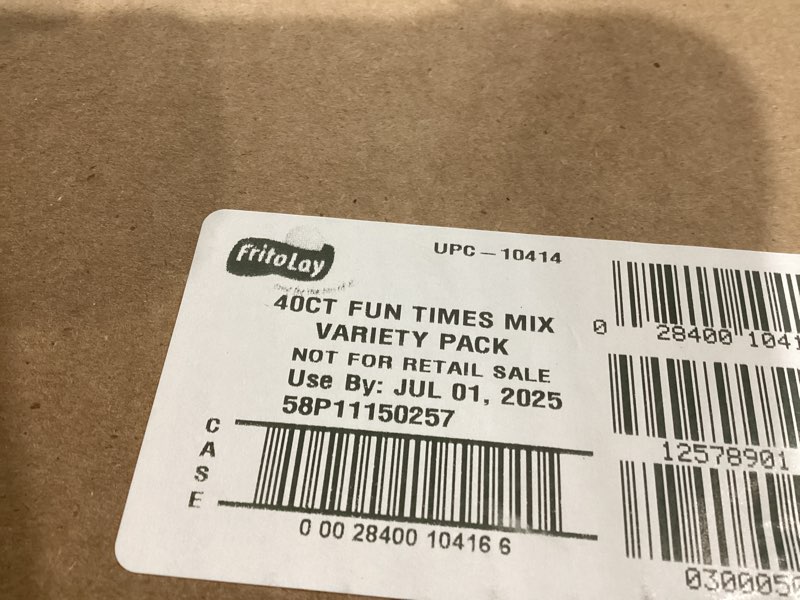 FritoLay
UPC-10414
40CT FUN TIMES MIX
VARIETY PACK
NOT FOR RETAIL SALE
Use By: JUL 01, 2025
58P11150257
CASE
0 00 28400 10416 6
0 28400 1041
12578901
0300050